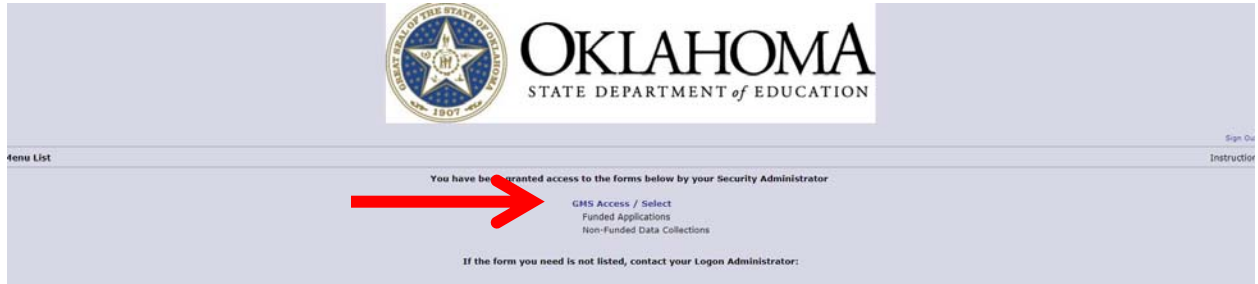 GREAT SEAL OF THE STATE OF OKLAHOMA
1907
OKLAHOMA
STATE DEPARTMENT of EDUCATION
Sign Ou
Menu List
Instruction
You have be granted access to the forms below by your Security Administrator
GMS Access / Select
Funded Applications
Non-Funded Data Collections
If the form you need is not listed, contact your Logon Administrator: